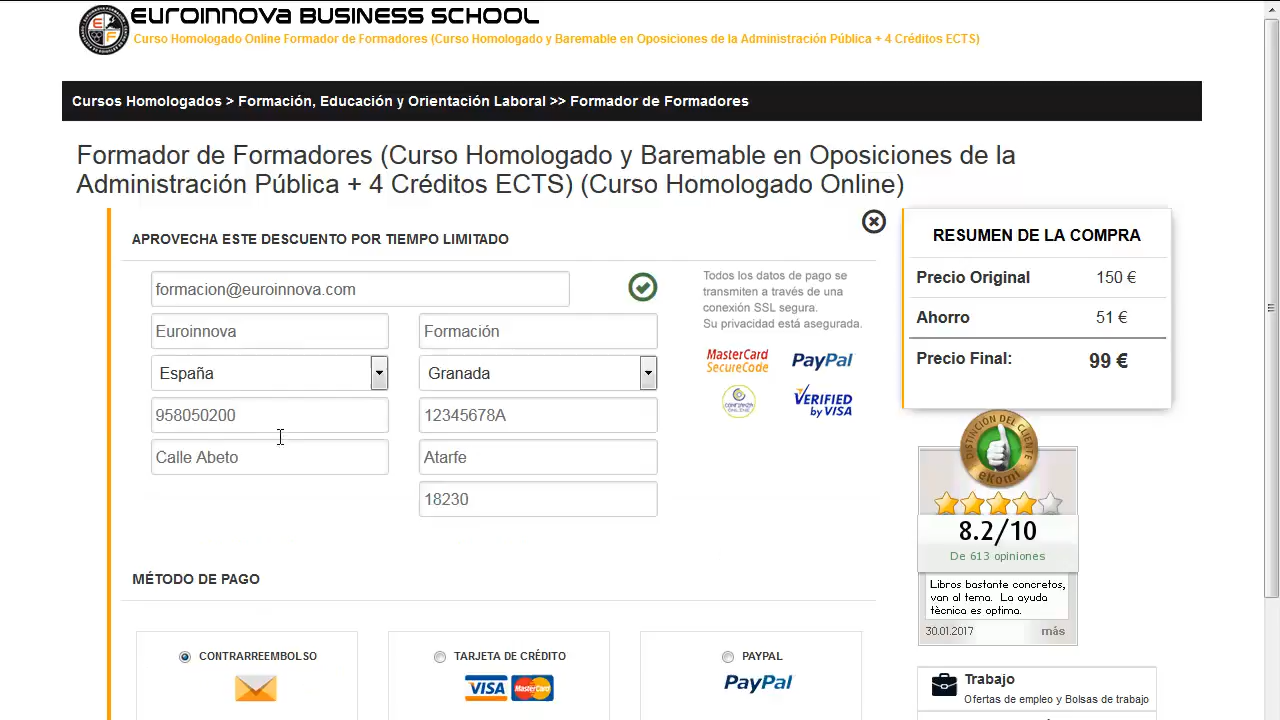 EUROINNOVA BUSINESS SCHOOL
Curso Homologado Online Formador de Formadores (Curso Homologado y Baremable en Oposiciones de la Administración Pública + 4 Créditos ECTS)
Cursos Homologados > Formación, Educación y Orientación Laboral >> Formador de Formadores
Formador de Formadores (Curso Homologado y Baremable en Oposiciones de la
Administración Pública + 4 Créditos ECTS) (Curso Homologado Online)
APROVECHA ESTE DESCUENTO POR TIEMPO LIMITADO
formacion@euroinnova.com
Euroinnova
Formación
España
Granada
958050200
12345678A
Calle Abeto
Atarfe
18230
Todos los datos de pago se
transmiten a través de una
conexión SSL segura.
Su privacidad está asegurada.
MasterCard
SecureCode
PayPal
CONFIANZA
ONLINE
VERIFIED
by VISA
RESUMEN DE LA COMPRA
Precio Original 150 €
Ahorro 51 €
Precio Final: 99 €
DISTINCIÓN DEL CLIENTE
eKomi
8.2/10
De 613 opiniones
Libros bastante concretos,
van al tema. La ayuda
tècnica es optima.
30.01.2017 más
Trabajo
Ofertas de empleo y Bolsas de trabajo
MÉTODO DE PAGO
CONTRARREEMBOLSO
TARJETA DE CRÉDITO
VISA
MasterCard
PAYPAL
PayPal